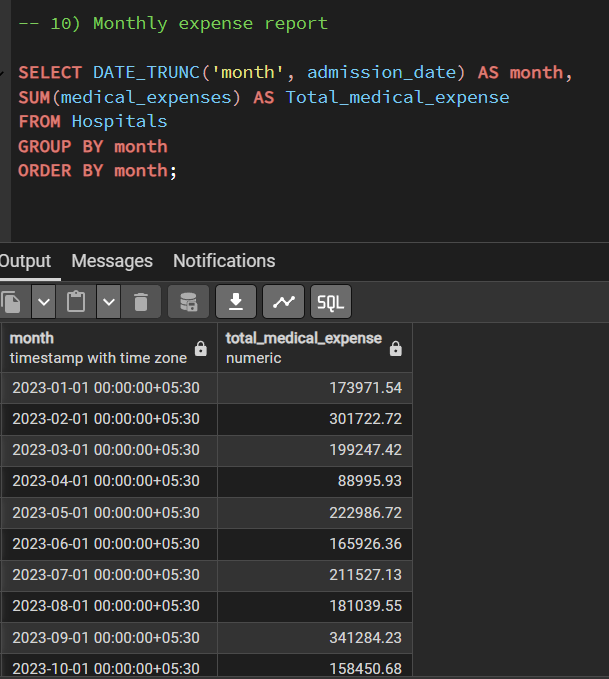 -- 10) Monthly expense report
SELECT DATE_TRUNC('month', admission_date) AS month,
SUM(medical_expenses) AS Total_medical_expense
FROM Hospitals
GROUP BY month
ORDER BY month;
Output Messages Notifications
SQL
month total_medical_expense
timestamp with time zone numeric
2023-01-01 00:00:00+05:30 173971.54
2023-02-01 00:00:00+05:30 301722.72
2023-03-01 00:00:00+05:30 199247.42
2023-04-01 00:00:00+05:30 88995.93
2023-05-01 00:00:00+05:30 222986.72
2023-06-01 00:00:00+05:30 165926.36
2023-07-01 00:00:00+05:30 211527.13
2023-08-01 00:00:00+05:30 181039.55
2023-09-01 00:00:00+05:30 341284.23
2023-10-01 00:00:00+05:30 158450.68